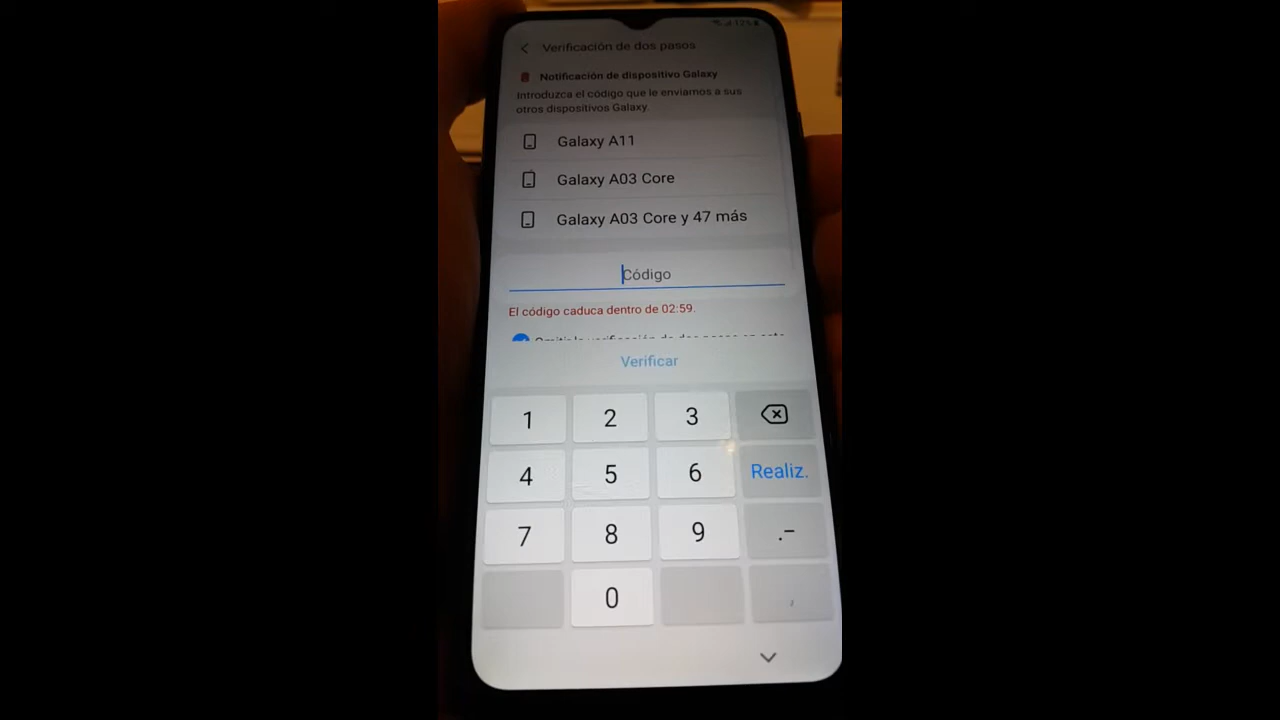 Verificación de dos pasos
Notificación de dispositivo Galaxy
Introduzca el código que le enviamos a sus
otros dispositivos Galaxy.
Galaxy A11
Galaxy A03 Core
Galaxy A03 Core y 47 más
Código
El código caduca dentro de 02:59.
Verificar
1 2 3
4 5 6 Realiz.
7 8 9 .-
0 ,